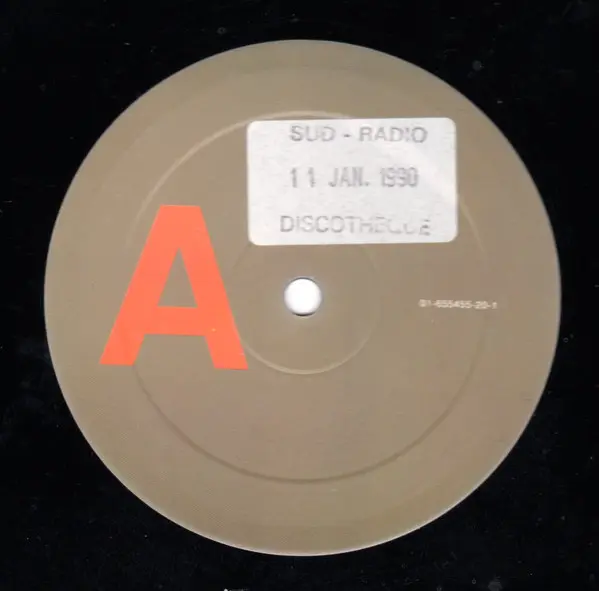 SUD - RADIO
11 JAN. 1990
DISCOTHEQUE
A
01-655455-20-1